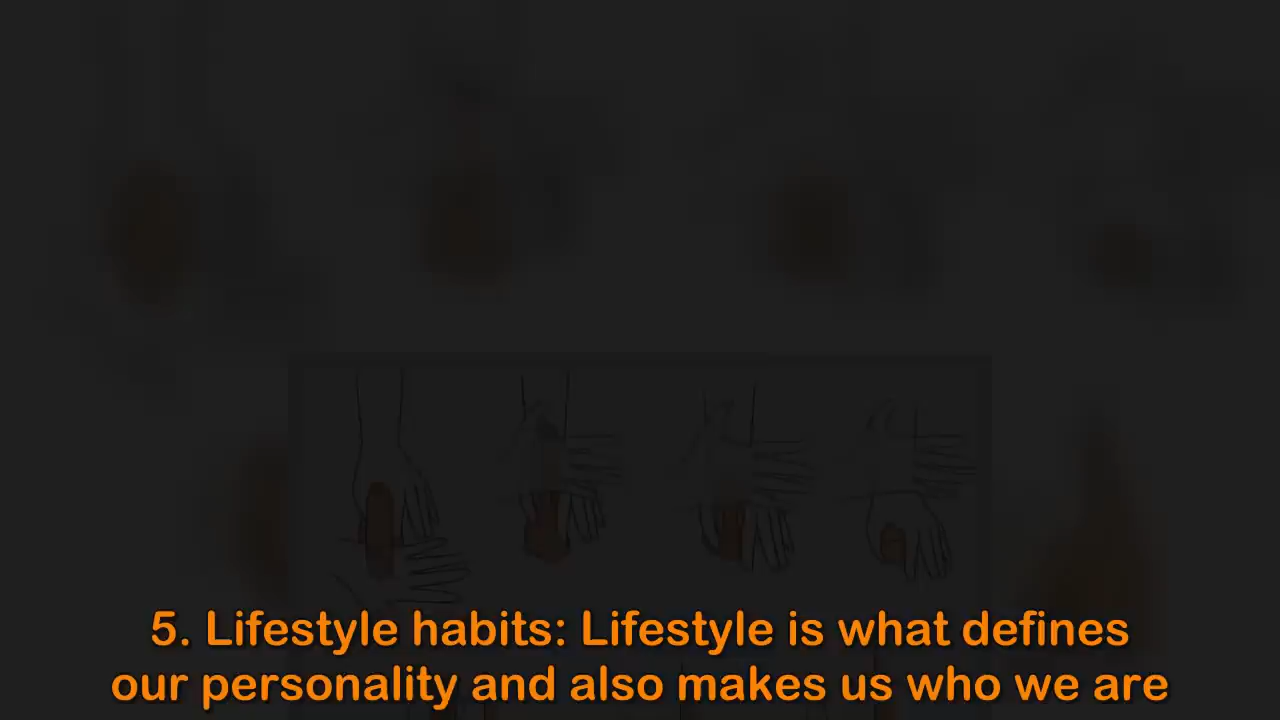 5. Lifestyle habits: Lifestyle is what defines
our personality and also makes us who we are